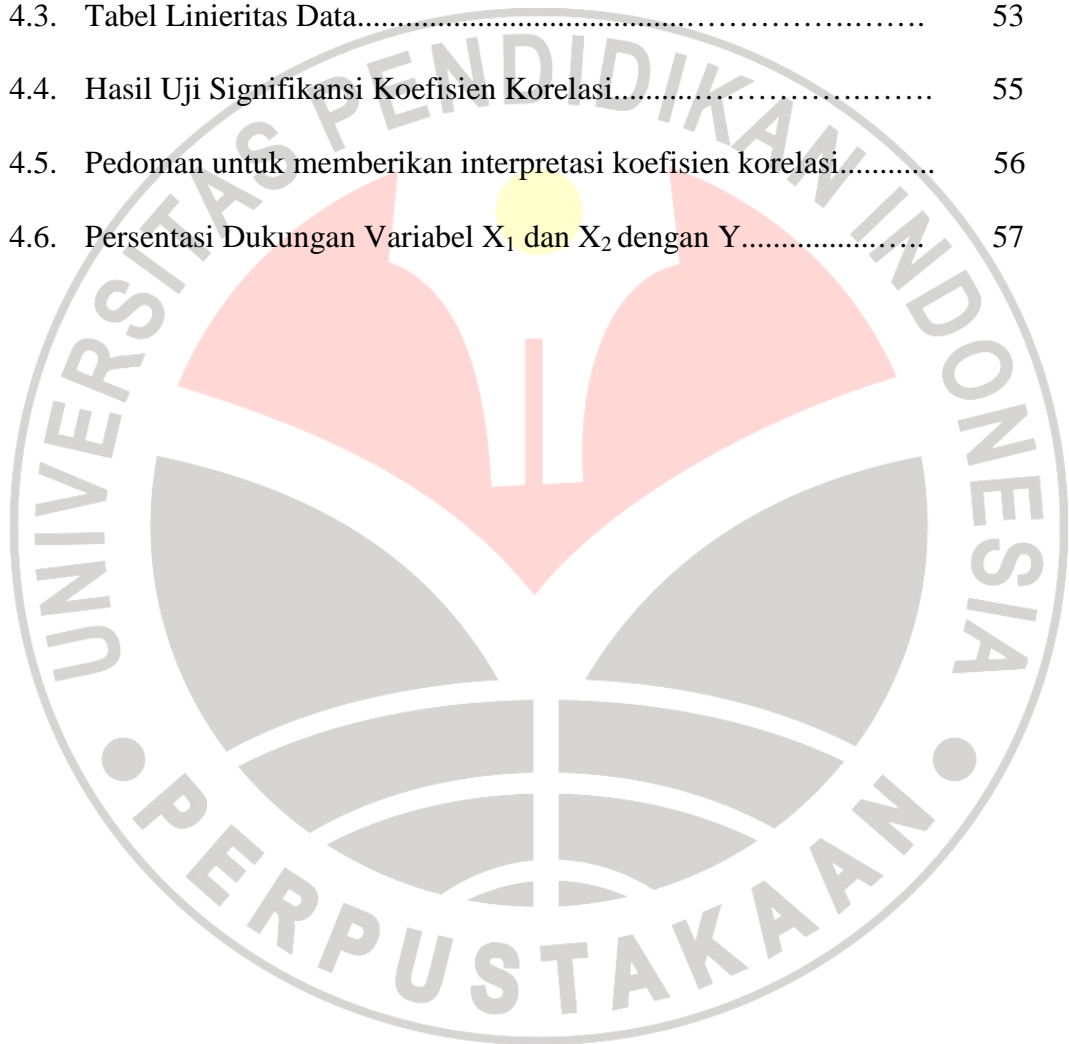 4.3. Tabel Linieritas Data.............................................……………..……. 53
4.4. Hasil Uji Signifikansi Koefisien Korelasi..........………………..……. 55
4.5. Pedoman untuk memberikan interpretasi koefisien korelasi............ 56
4.6. Persentasi Dukungan Variabel X₁ dan X₂ dengan Y.................….. 57
UNIVERSITAS PENDIDIKAN INDONESIA
PERPUSTAKAAN